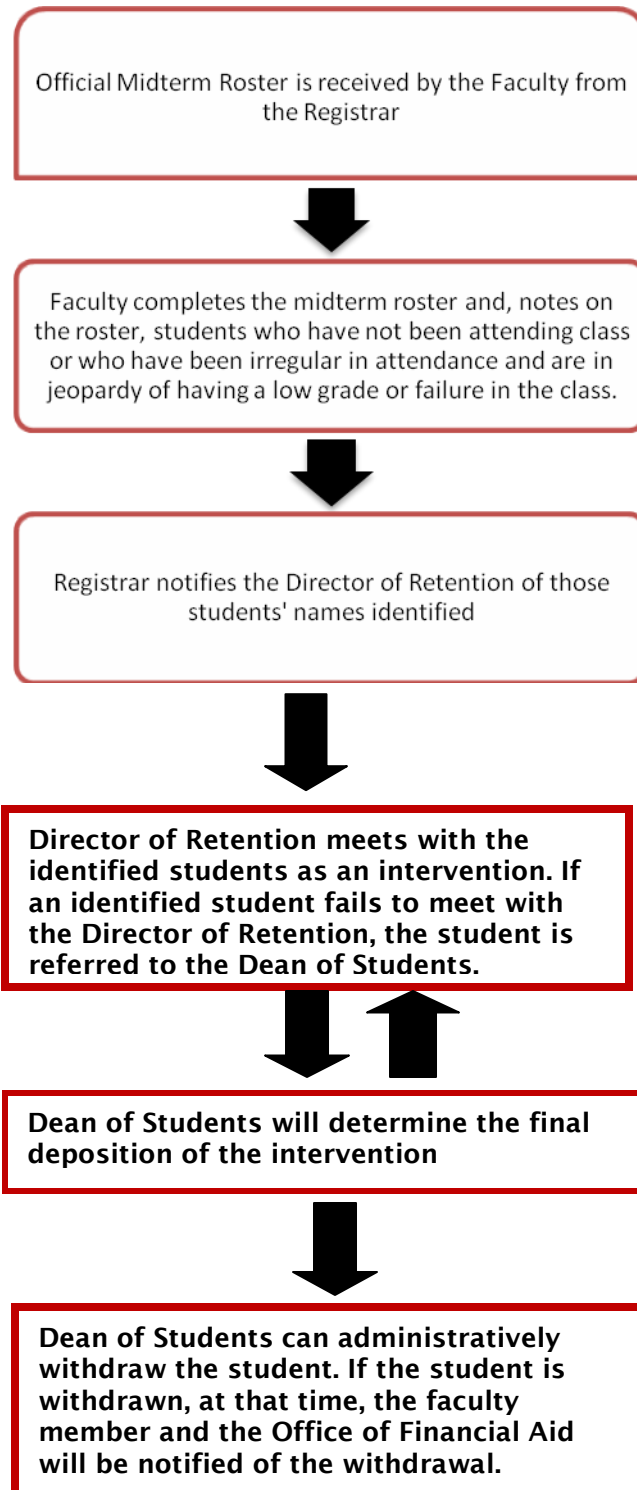 Official Midterm Roster is received by the Faculty from
the Registrar
Faculty completes the midterm roster and, notes on
the roster, students who have not been attending class
or who have been irregular in attendance and are in
jeopardy of having a low grade or failure in the class.
Registrar notifies the Director of Retention of those
students' names identified
Director of Retention meets with the
identified students as an intervention. If
an identified student fails to meet with
the Director of Retention, the student is
referred to the Dean of Students.
Dean of Students will determine the final
deposition of the intervention
Dean of Students can administratively
withdraw the student. If the student is
withdrawn, at that time, the faculty
member and the Office of Financial Aid
will be notified of the withdrawal.